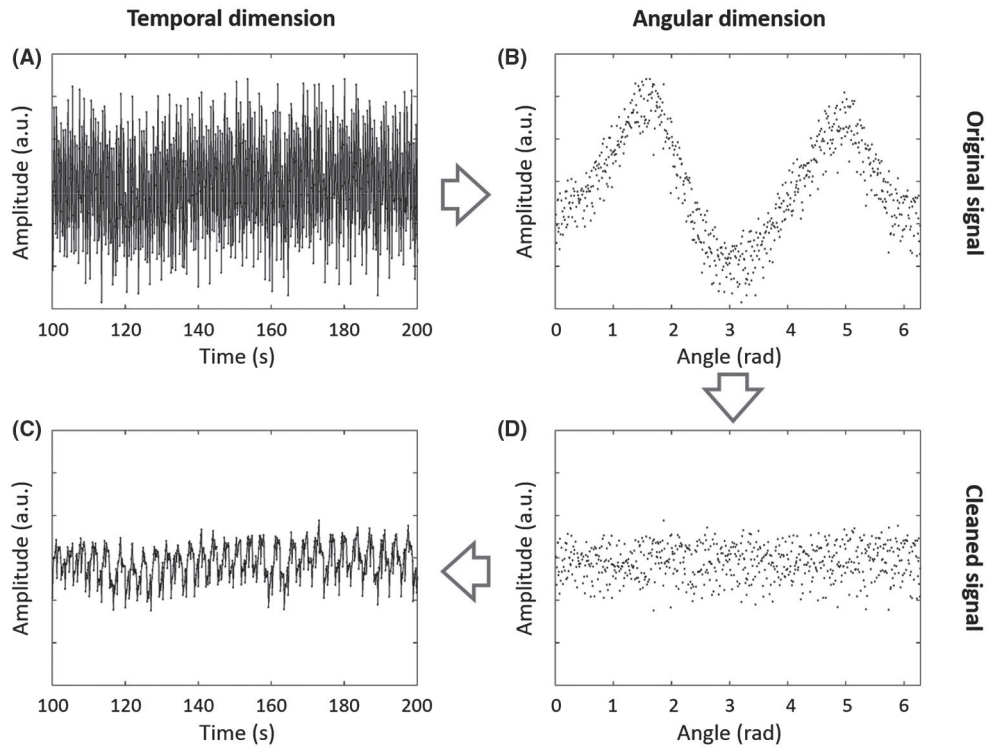 Temporal dimension
Angular dimension
(A)
Amplitude (a.u.)
100 120 140 160 180 200
Time (s)
(B)
Amplitude (a.u.)
0 1 2 3 4 5 6
Angle (rad)
Original signal
(C)
Amplitude (a.u.)
100 120 140 160 180 200
Time (s)
(D)
Amplitude (a.u.)
0 1 2 3 4 5 6
Angle (rad)
Cleaned signal